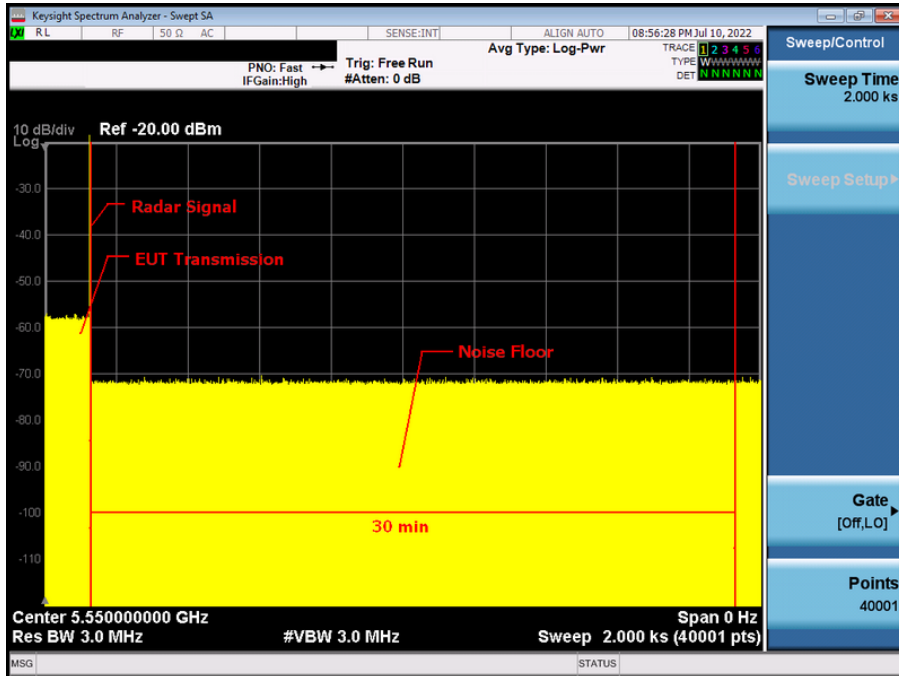 Keysight Spectrum Analyzer - Swept SA
LXI RL RF 50 Ω AC SENSE:INT ALIGN AUTO 08:56:28 PM Jul 10, 2022
Avg Type: Log-Pwr
TRACE 1 2 3 4 5 6
TYPE WWWWWW
DET N N N N N N
PNO: Fast
IFGain:High
Trig: Free Run
#Atten: 0 dB
10 dB/div Ref -20.00 dBm
Log
-30.0
Radar Signal
-40.0
EUT Transmission
-50.0
-60.0
Noise Floor
-70.0
-80.0
-90.0
-100
30 min
-110
Center 5.550000000 GHz Span 0 Hz
Res BW 3.0 MHz #VBW 3.0 MHz Sweep 2.000 ks (40001 pts)
MSG STATUS
Sweep/Control
Sweep Time
2.000 ks
Sweep Setup
Gate
[Off,LO]
Points
40001